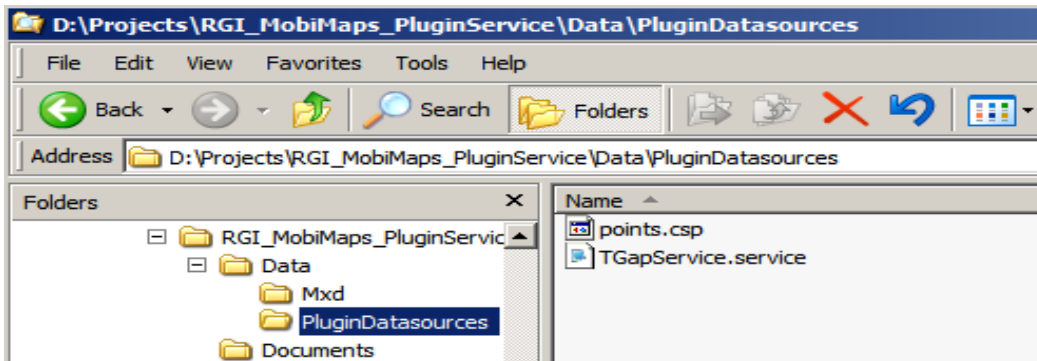 D:\Projects\RGI_MobiMaps_PluginService\Data\PluginDatasources
File Edit View Favorites Tools Help
Back Search Folders
Address D:\Projects\RGI_MobiMaps_PluginService\Data\PluginDatasources
Folders
RGI_MobiMaps_PluginServic
Data
Mxd
PluginDatasources
Documents
Name
points.csp
TGapService.service